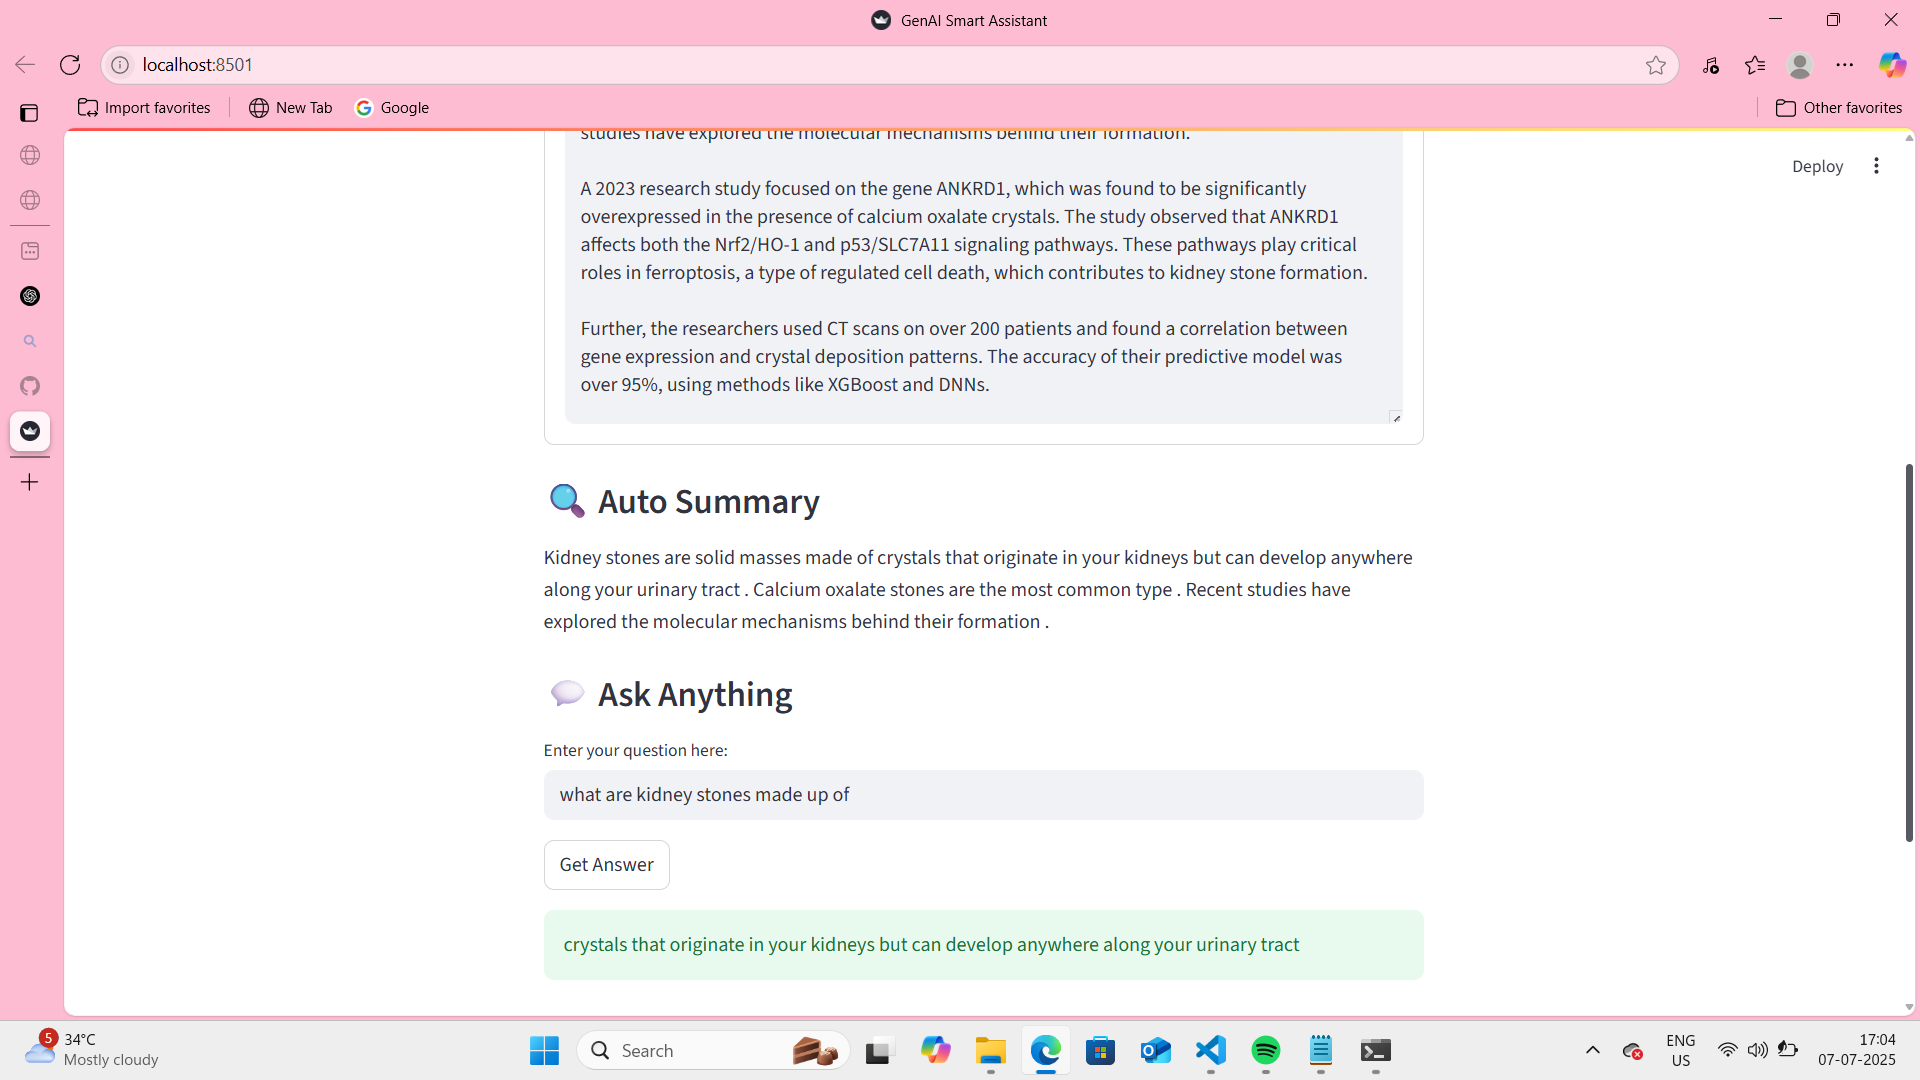 GenAI Smart Assistant
localhost:8501
Import favorites
New Tab
Google
Other favorites
Deploy
studies have explored the molecular mechanisms behind their formation.
A 2023 research study focused on the gene ANKRD1, which was found to be significantly
overexpressed in the presence of calcium oxalate crystals. The study observed that ANKRD1
affects both the Nrf2/HO-1 and p53/SLC7A11 signaling pathways. These pathways play critical
roles in ferroptosis, a type of regulated cell death, which contributes to kidney stone formation.
Further, the researchers used CT scans on over 200 patients and found a correlation between
gene expression and crystal deposition patterns. The accuracy of their predictive model was
over 95%, using methods like XGBoost and DNNs.
Auto Summary
Kidney stones are solid masses made of crystals that originate in your kidneys but can develop anywhere
along your urinary tract . Calcium oxalate stones are the most common type . Recent studies have
explored the molecular mechanisms behind their formation .
Ask Anything
Enter your question here:
what are kidney stones made up of
Get Answer
crystals that originate in your kidneys but can develop anywhere along your urinary tract
5
34°C
Mostly cloudy
Search
ENG
US
17:04
07-07-2025